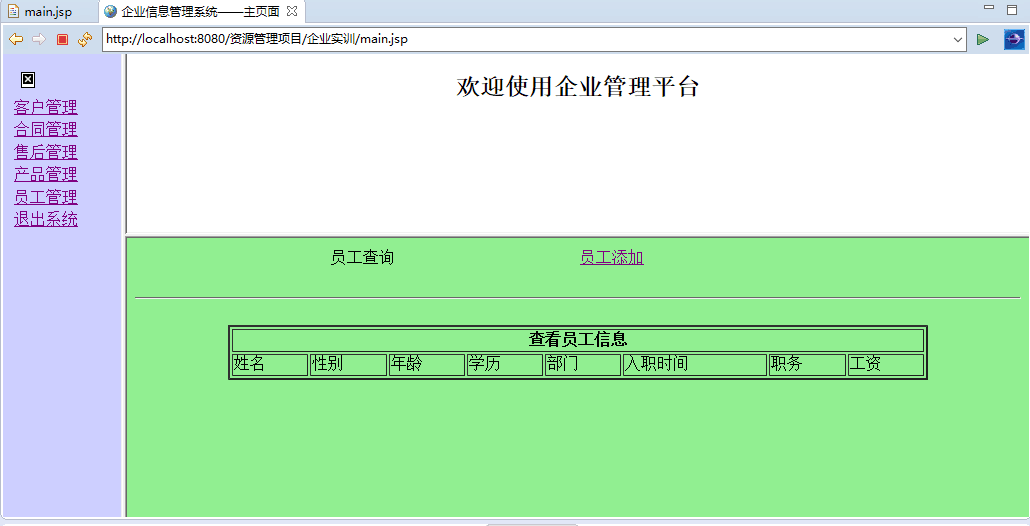 main.jsp 企业信息管理系统——主页面
http://localhost:8080/资源管理项目/企业实训/main.jsp
客户管理
合同管理
售后管理
产品管理
员工管理
退出系统
欢迎使用企业管理平台
员工查询 员工添加
查看员工信息
姓名 性别 年龄 学历 部门 入职时间 职务 工资